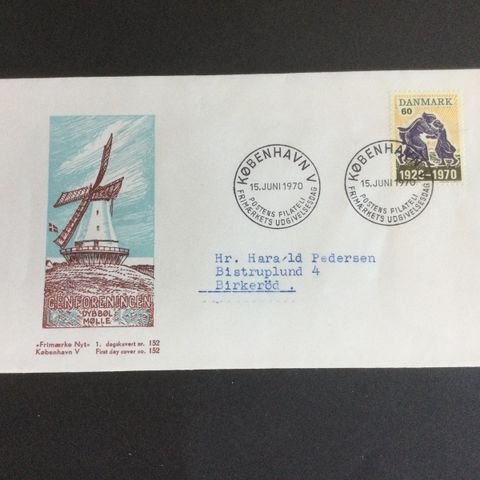 GENFORENINGEN
DYBBØL
MØLLE
»Frimærke Nyt« 1. dagskuvert nr. 152
København V First day cover no. 152
KØBENHAVN V
15. JUNI 1970
POSTENS FILATELI
FRIMÆRKETS UDGIVELSESDAG
KØBENHAVN V
15. JUNI 1970
POSTENS FILATELI
FRIMÆRKETS UDGIVELSESDAG
DANMARK
60
1920-1970
Hr. Harald Pedersen
Bistruplund 4
Birkeröd .